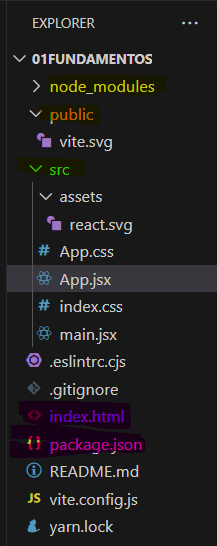 EXPLORER
01FUNDAMENTOS
node_modules
public
vite.svg
src
assets
react.svg
App.css
App.jsx
index.css
main.jsx
.eslintrc.cjs
.gitignore
index.html
package.json
README.md
JS vite.config.js
yarn.lock